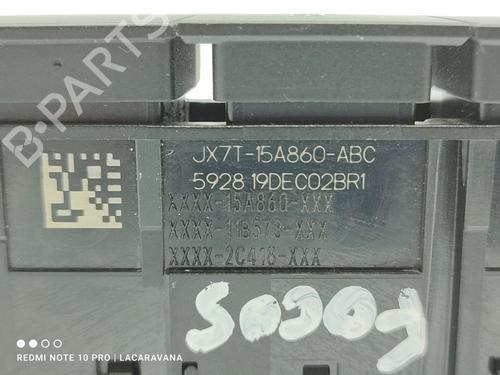 JX7T-15A860-ABC
5928 19DEC02BR1
XXXX-15A860-XXX
XXXX-11B573-XXX
XXXX-2C418-XXX
B-PARTS
REDMI NOTE 10 PRO | LACARAVANA